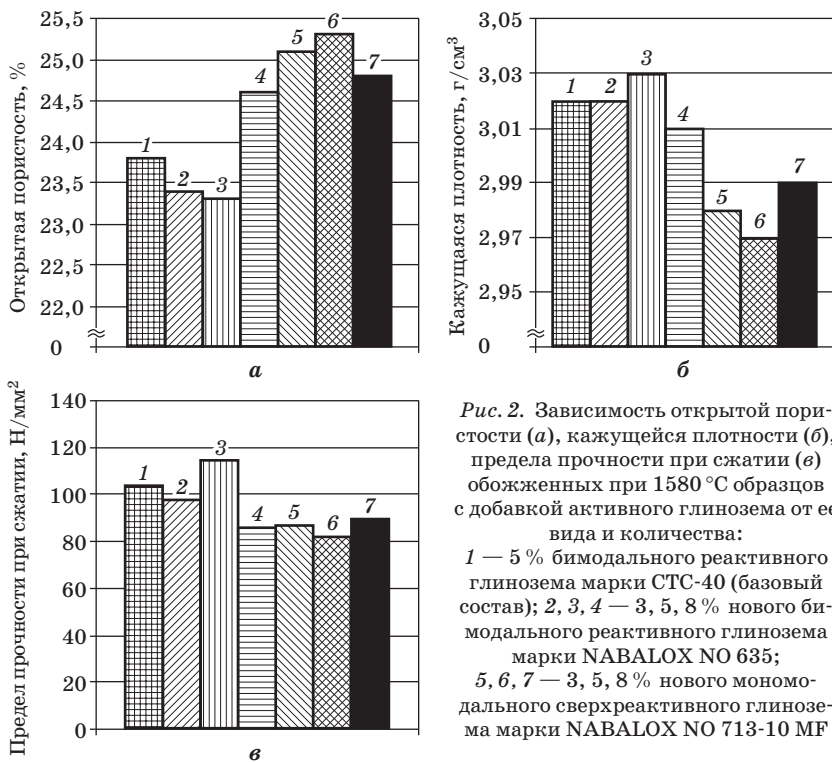 Открытая пористость, %
25,5
25,0
24,5
24,0
23,5
23,0
22,5
22,0
0
1
2
3
4
5
6
7
а
Кажущаяся плотность, г/см³
3,05
3,03
3,01
2,99
2,97
2,95
0
1
2
3
4
5
6
7
б
Предел прочности при сжатии, Н/мм²
140
120
100
80
60
40
20
0
1
2
3
4
5
6
7
в
Рис. 2. Зависимость открытой пори-
стости (а), кажущейся плотности (б),
предела прочности при сжатии (в)
обожженных при 1580 °С образцов
с добавкой активного глинозема от ее
вида и количества:
1 — 5 % бимодального реактивного
глинозема марки СТС-40 (базовый
состав); 2, 3, 4 — 3, 5, 8 % нового би-
модального реактивного глинозема
марки NABALOX NO 635;
5, 6, 7 — 3, 5, 8 % нового мономо-
дального сверхреактивного глинозе-
ма марки NABALOX NO 713-10 MF